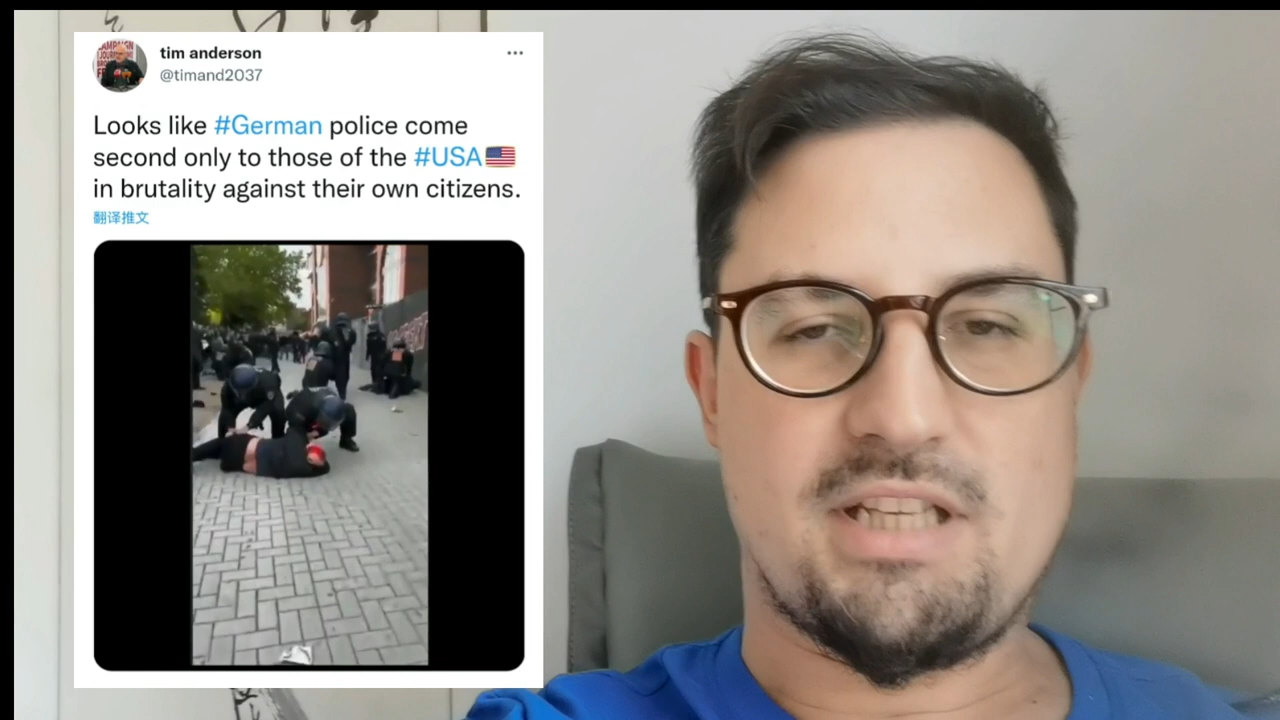 tim anderson
@timand2037
Looks like #German police come
second only to those of the #USA🇺🇸
in brutality against their own citizens.
翻译推文